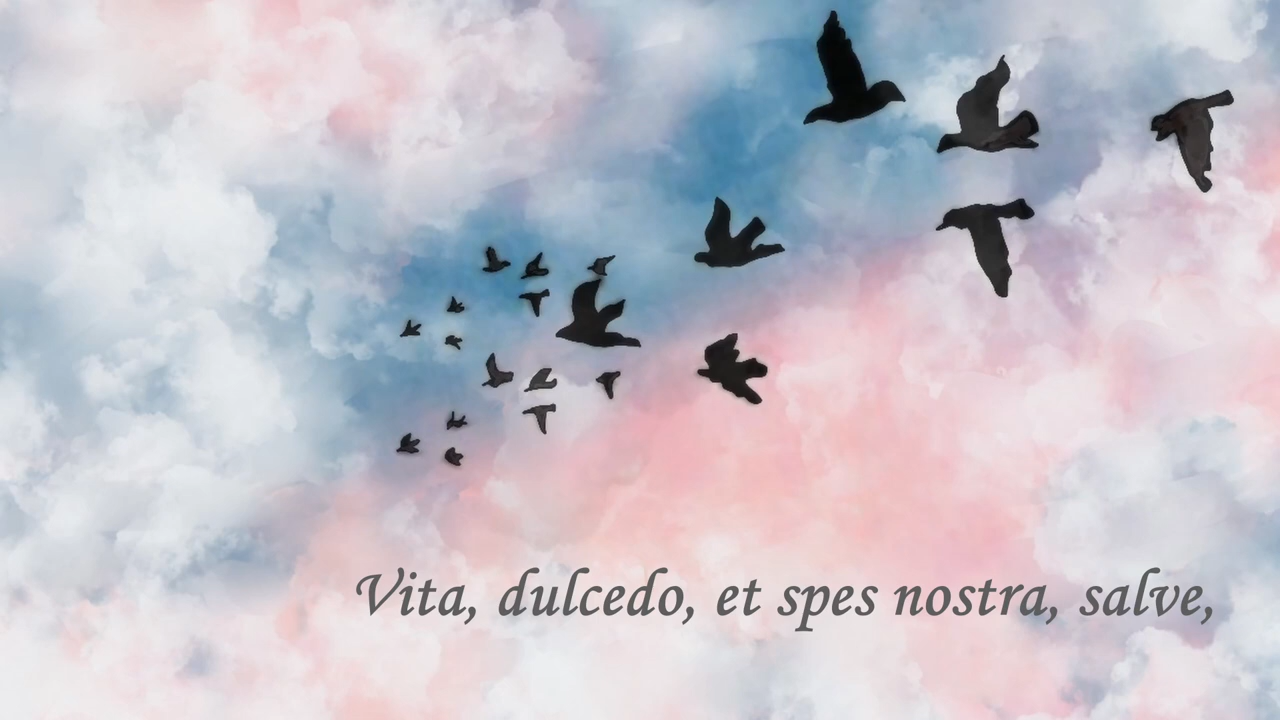 Vita, dulcedo, et spes nostra, salve,